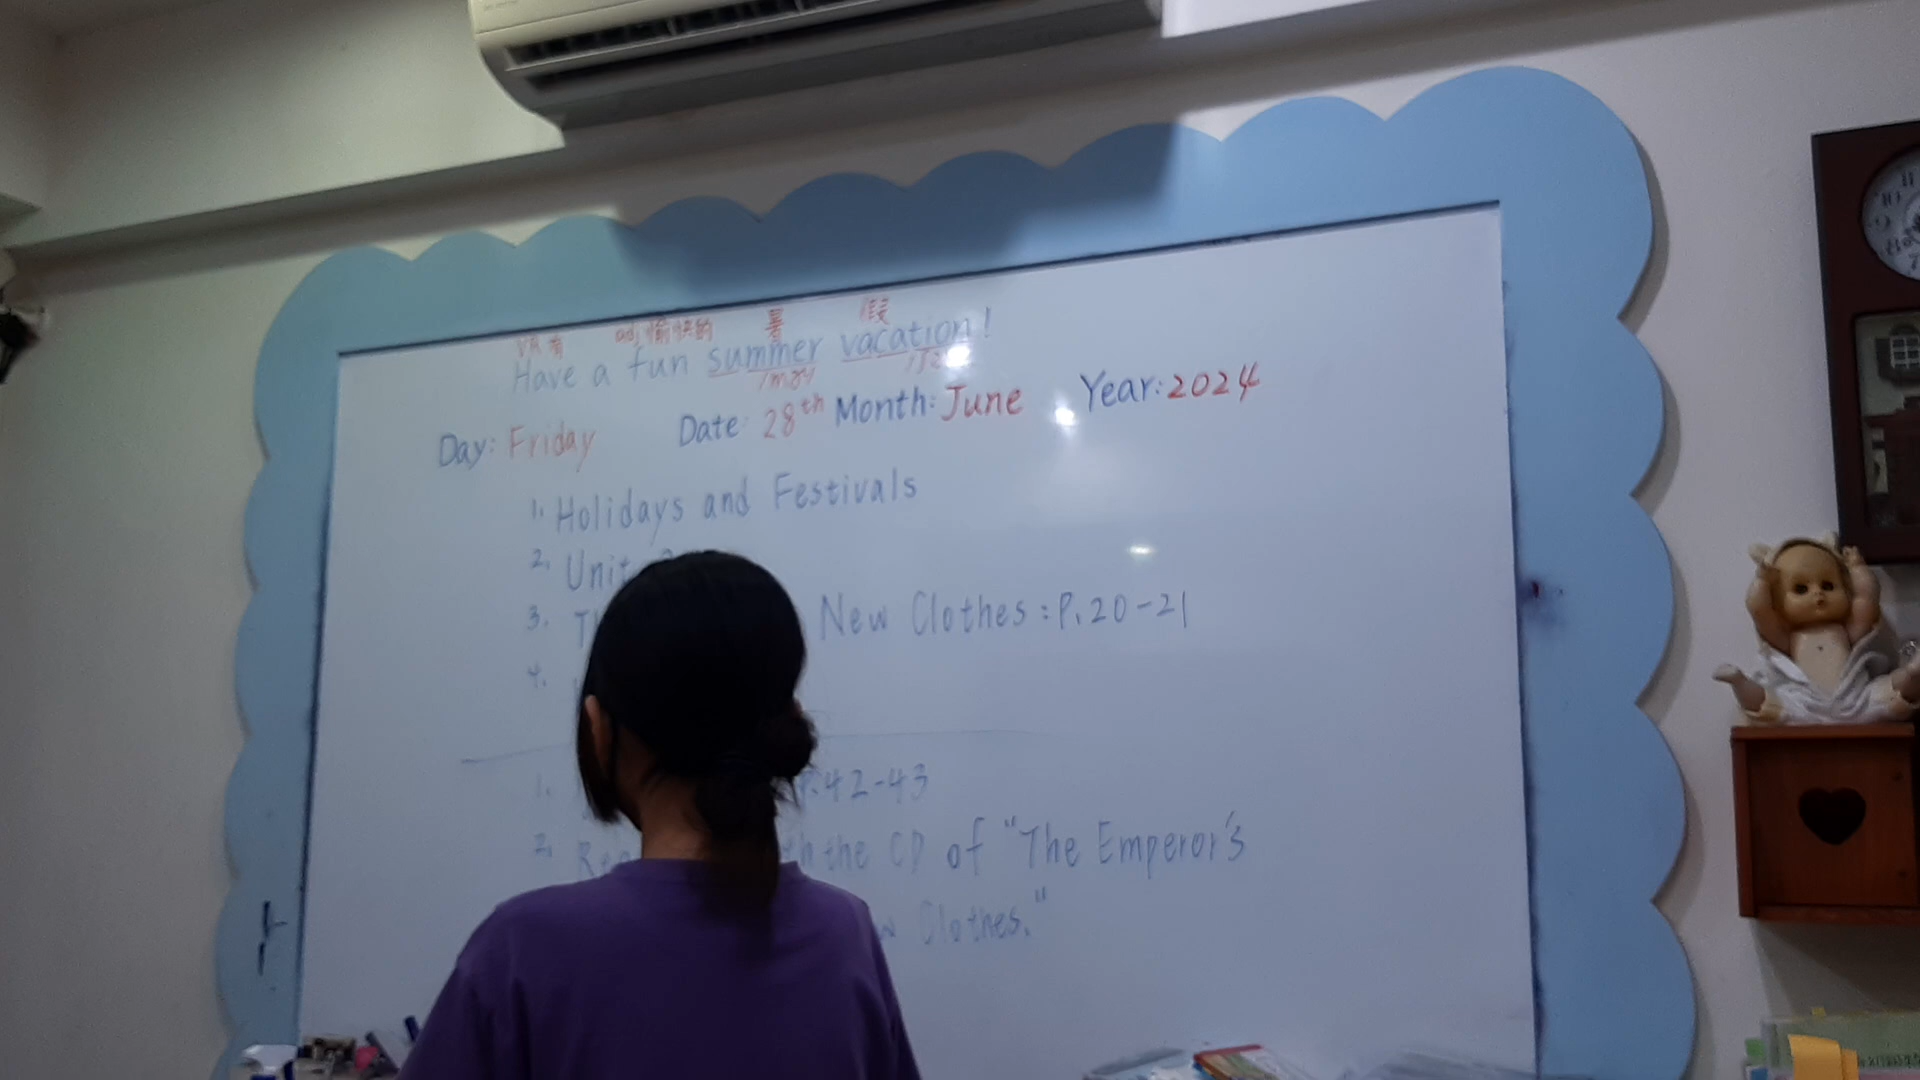 有 adj 愉快的 暑 假
Have a fun summer vacation!
Day: Friday Date: 28th Month: June Year: 2024
1. Holidays and Festivals
2. Unit
3. New Clothes: P. 20-21
4.
1. P. 42-43
2. the CD of "The Emperor's
Clothes."